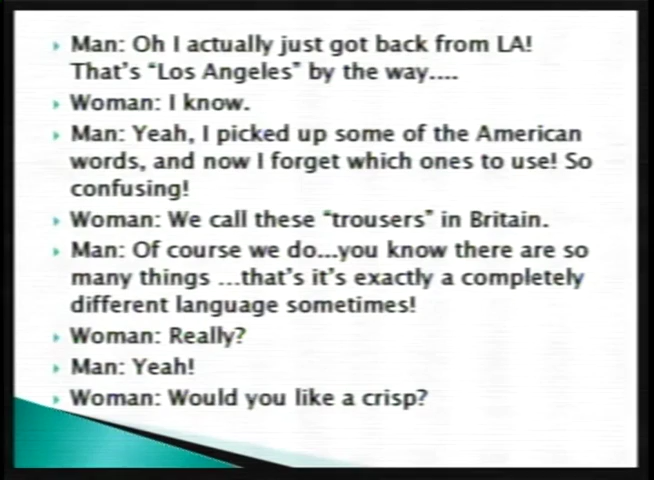 Man: Oh I actually just got back from LA!
That's "Los Angeles" by the way....
Woman: I know.
Man: Yeah, I picked up some of the American
words, and now I forget which ones to use! So
confusing!
Woman: We call these "trousers" in Britain.
Man: Of course we do...you know there are so
many things ...that's it's exactly a completely
different language sometimes!
Woman: Really?
Man: Yeah!
Woman: Would you like a crisp?